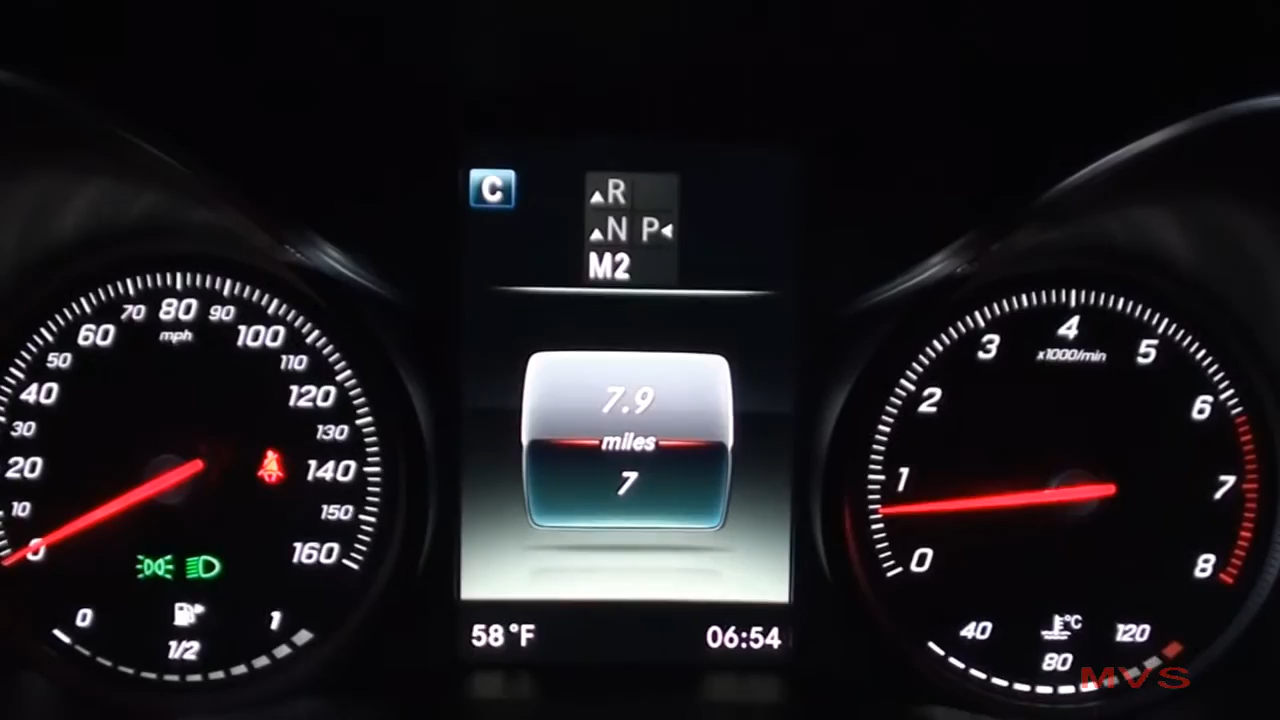 C
R
N P
M2
70 80 90
60 mph 100
50 110
40 120
30 130
20 140
10 150
0 160
0 1
1/2
7.9
miles
7
58°F 06:54
4
3 x1000/min 5
2 6
1 7
0 8
40 °C 120
80
MVS